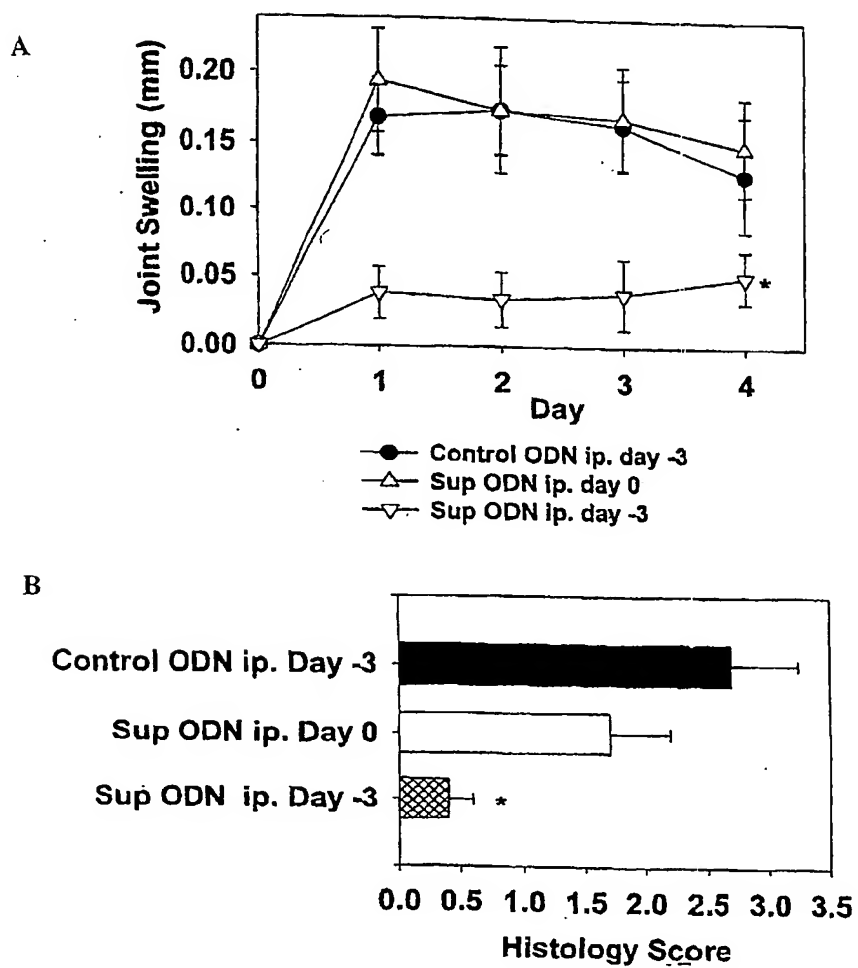 A
Joint Swelling (mm)
0.20
0.15
0.10
0.05
0.00
0 1 2 3 4
*
Day
Control ODN ip. day -3
Sup ODN ip. day 0
Sup ODN ip. day -3
B
Control ODN ip. Day -3
Sup ODN ip. Day 0
Sup ODN ip. Day -3
*
0.0 0.5 1.0 1.5 2.0 2.5 3.0 3.5
Histology Score